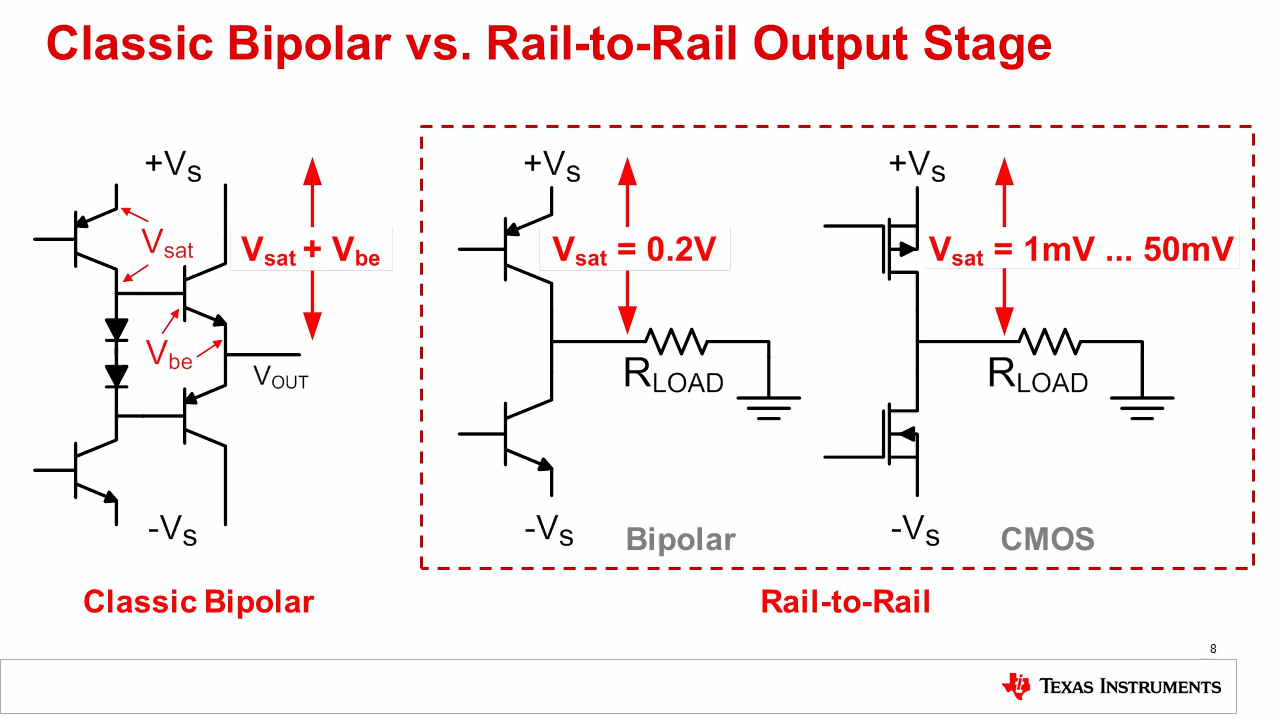 Classic Bipolar vs. Rail-to-Rail Output Stage
+VS
Vsat
Vsat + Vbe
Vbe
VOUT
-VS
Classic Bipolar
+VS
Vsat = 0.2V
RLOAD
-VS
Bipolar
+VS
Vsat = 1mV ... 50mV
RLOAD
-VS
CMOS
Rail-to-Rail
8
TEXAS INSTRUMENTS